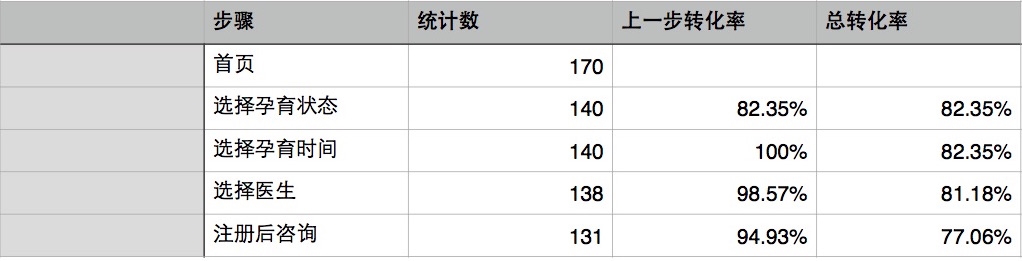 步骤 统计数 上一步转化率 总转化率
首页 170
选择孕育状态 140 82.35% 82.35%
选择孕育时间 140 100% 82.35%
选择医生 138 98.57% 81.18%
注册后咨询 131 94.93% 77.06%